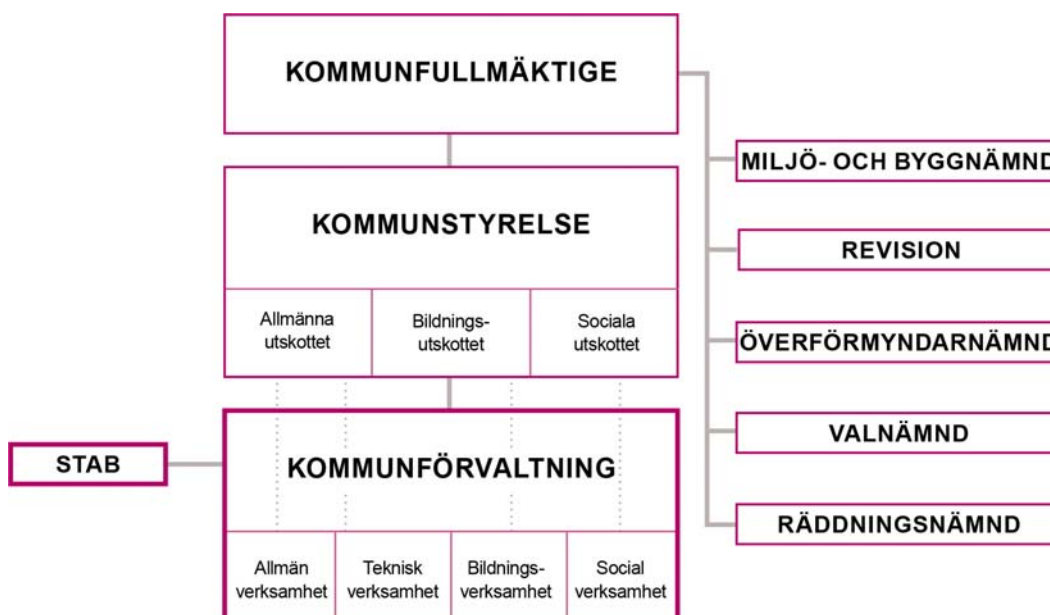 KOMMUNFULLMÄKTIGE
KOMMUNSTYRELSE
Allmänna
utskottet
Bildnings-
utskottet
Sociala
utskottet
STAB
KOMMUNFÖRVALTNING
Allmän
verksamhet
Teknisk
verksamhet
Bildnings-
verksamhet
Social
verksamhet
MILJÖ- OCH BYGGNÄMND
REVISION
ÖVERFÖRMYNDARNÄMND
VALNÄMND
RÄDDNINGSNÄMND